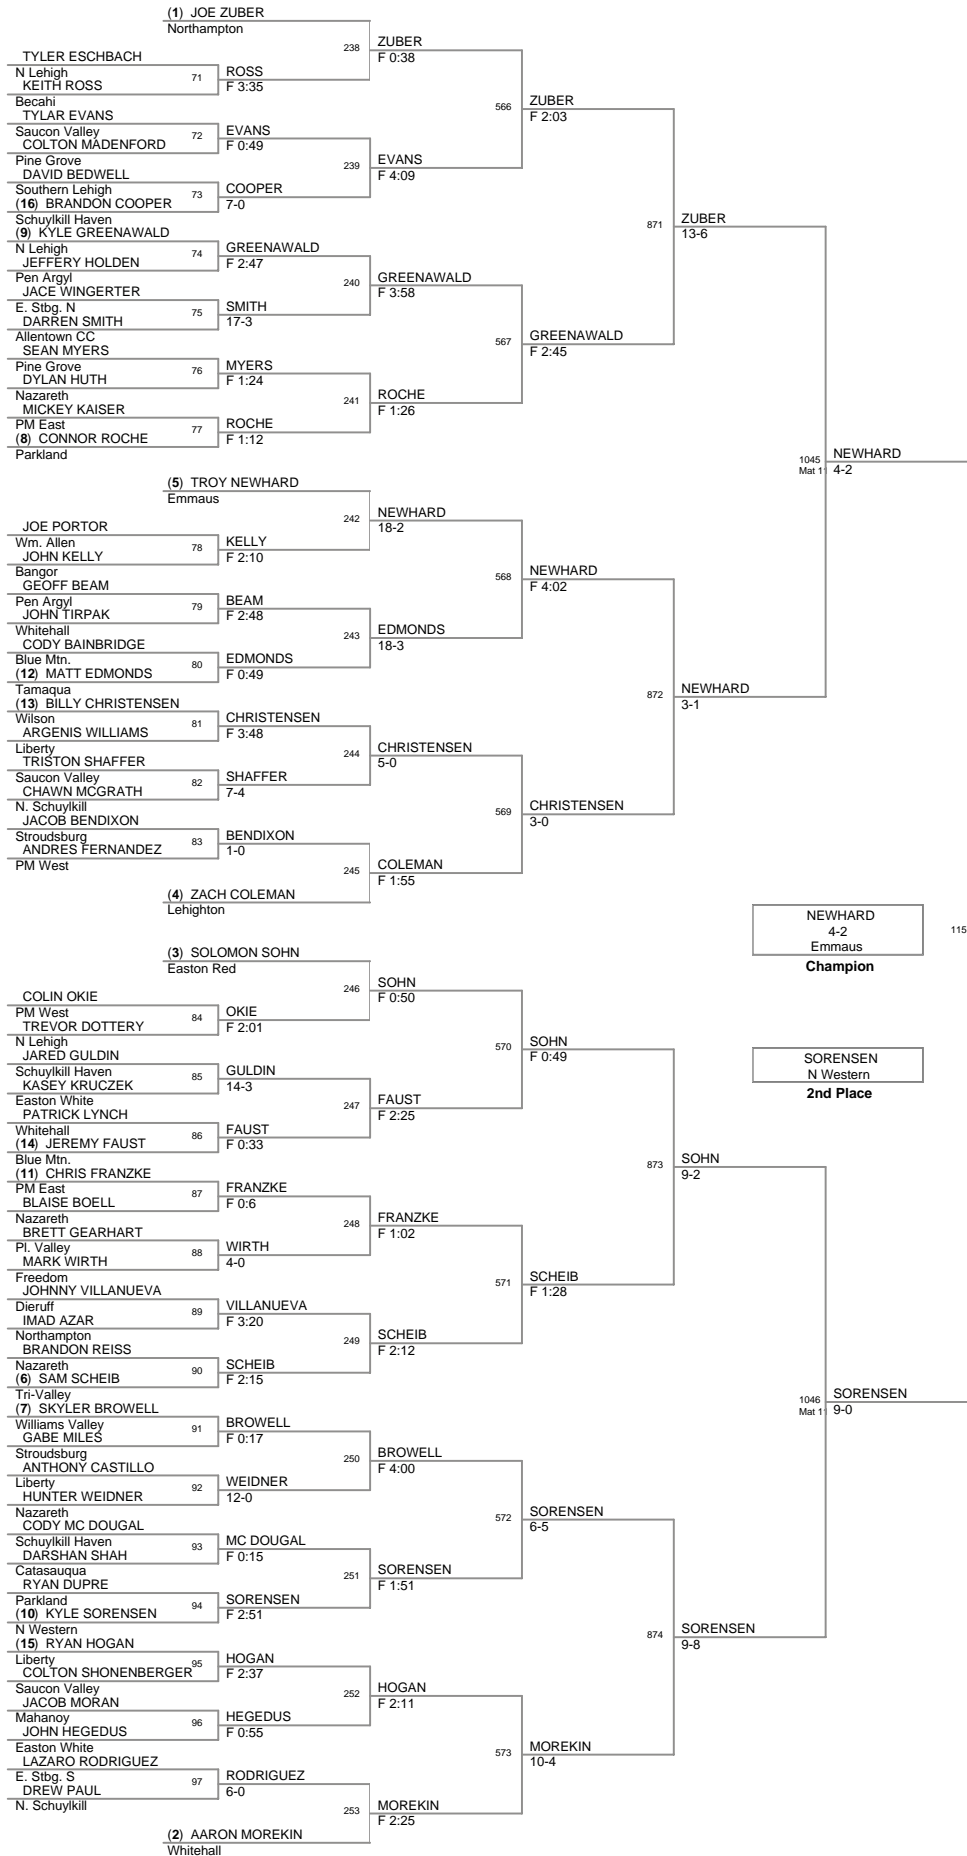 (1) JOE ZUBER
Northampton
238
ZUBER
F 0:38
TYLER ESCHBACH
N Lehigh
71
ROSS
F 3:35
KEITH ROSS
Becahi
566
ZUBER
F 2:03
TYLAR EVANS
Saucon Valley
72
EVANS
F 0:49
COLTON MADENFORD
Pine Grove
239
EVANS
F 4:09
DAVID BEDWELL
Southern Lehigh
73
COOPER
7-0
(16) BRANDON COOPER
Schuylkill Haven
871
ZUBER
13-6
(9) KYLE GREENAWALD
N Lehigh
74
GREENAWALD
F 2:47
JEFFERY HOLDEN
Pen Argyl
240
GREENAWALD
F 3:58
JACE WINGERTER
E. Stbg. N
75
SMITH
17-3
DARREN SMITH
Allentown CC
567
GREENAWALD
F 2:45
SEAN MYERS
Pine Grove
76
MYERS
F 1:24
DYLAN HUTH
Nazareth
241
ROCHE
F 1:26
MICKEY KAISER
PM East
77
ROCHE
F 1:12
(8) CONNOR ROCHE
Parkland
1045
Mat 1
NEWHARD
4-2
(5) TROY NEWHARD
Emmaus
242
NEWHARD
18-2
JOE PORTOR
Wm. Allen
78
KELLY
F 2:10
JOHN KELLY
Bangor
568
NEWHARD
F 4:02
GEOFF BEAM
Pen Argyl
79
BEAM
F 2:48
JOHN TIRPAK
Whitehall
243
EDMONDS
18-3
CODY BAINBRIDGE
Blue Mtn.
80
EDMONDS
F 0:49
(12) MATT EDMONDS
Tamaqua
872
NEWHARD
3-1
(13) BILLY CHRISTENSEN
Wilson
81
CHRISTENSEN
F 3:48
ARGENIS WILLIAMS
Liberty
244
CHRISTENSEN
5-0
TRISTON SHAFFER
Saucon Valley
82
SHAFFER
7-4
CHAWN MCGRATH
N. Schuylkill
569
CHRISTENSEN
3-0
JACOB BENDIXON
Stroudsburg
83
BENDIXON
1-0
ANDRES FERNANDEZ
PM West
245
COLEMAN
F 1:55
(4) ZACH COLEMAN
Lehighton
NEWHARD
4-2
Emmaus
Champion
115
(3) SOLOMON SOHN
Easton Red
246
SOHN
F 0:50
COLIN OKIE
PM West
84
OKIE
F 2:01
TREVOR DOTTERY
N Lehigh
570
SOHN
F 0:49
SORENSEN
N Western
2nd Place
JARED GULDIN
Schuylkill Haven
85
GULDIN
14-3
KASEY KRUCZEK
Easton White
247
FAUST
F 2:25
PATRICK LYNCH
Whitehall
86
FAUST
F 0:33
(14) JEREMY FAUST
Blue Mtn.
873
SOHN
9-2
(11) CHRIS FRANZKE
PM East
87
FRANZKE
F 0:6
BLAISE BOELL
Nazareth
248
FRANZKE
F 1:02
BRETT GEARHART
Pl. Valley
88
WIRTH
4-0
MARK WIRTH
Freedom
571
SCHEIB
F 1:28
JOHNNY VILLANUEVA
Dieruff
89
VILLANUEVA
F 3:20
IMAD AZAR
Northampton
249
SCHEIB
F 2:12
BRANDON REISS
Nazareth
90
SCHEIB
F 2:15
(6) SAM SCHEIB
Tri-Valley
1046
Mat 1
SORENSEN
9-0
(7) SKYLER BROWELL
Williams Valley
91
BROWELL
F 0:17
GABE MILES
Stroudsburg
250
BROWELL
F 4:00
ANTHONY CASTILLO
Liberty
92
WEIDNER
12-0
HUNTER WEIDNER
Nazareth
572
SORENSEN
6-5
CODY MC DOUGAL
Schuylkill Haven
93
MC DOUGAL
F 0:15
DARSHAN SHAH
Catasauqua
251
SORENSEN
F 1:51
RYAN DUPRE
Parkland
94
SORENSEN
F 2:51
(10) KYLE SORENSEN
N Western
874
SORENSEN
9-8
(15) RYAN HOGAN
Liberty
95
HOGAN
F 2:37
COLTON SHONENBERGER
Saucon Valley
252
HOGAN
F 2:11
JACOB MORAN
Mahanoy
96
HEGEDUS
F 0:55
JOHN HEGEDUS
Easton White
573
MOREKIN
10-4
LAZARO RODRIGUEZ
E. Stbg. S
97
RODRIGUEZ
6-0
DREW PAUL
N. Schuylkill
253
MOREKIN
F 2:25
(2) AARON MOREKIN
Whitehall